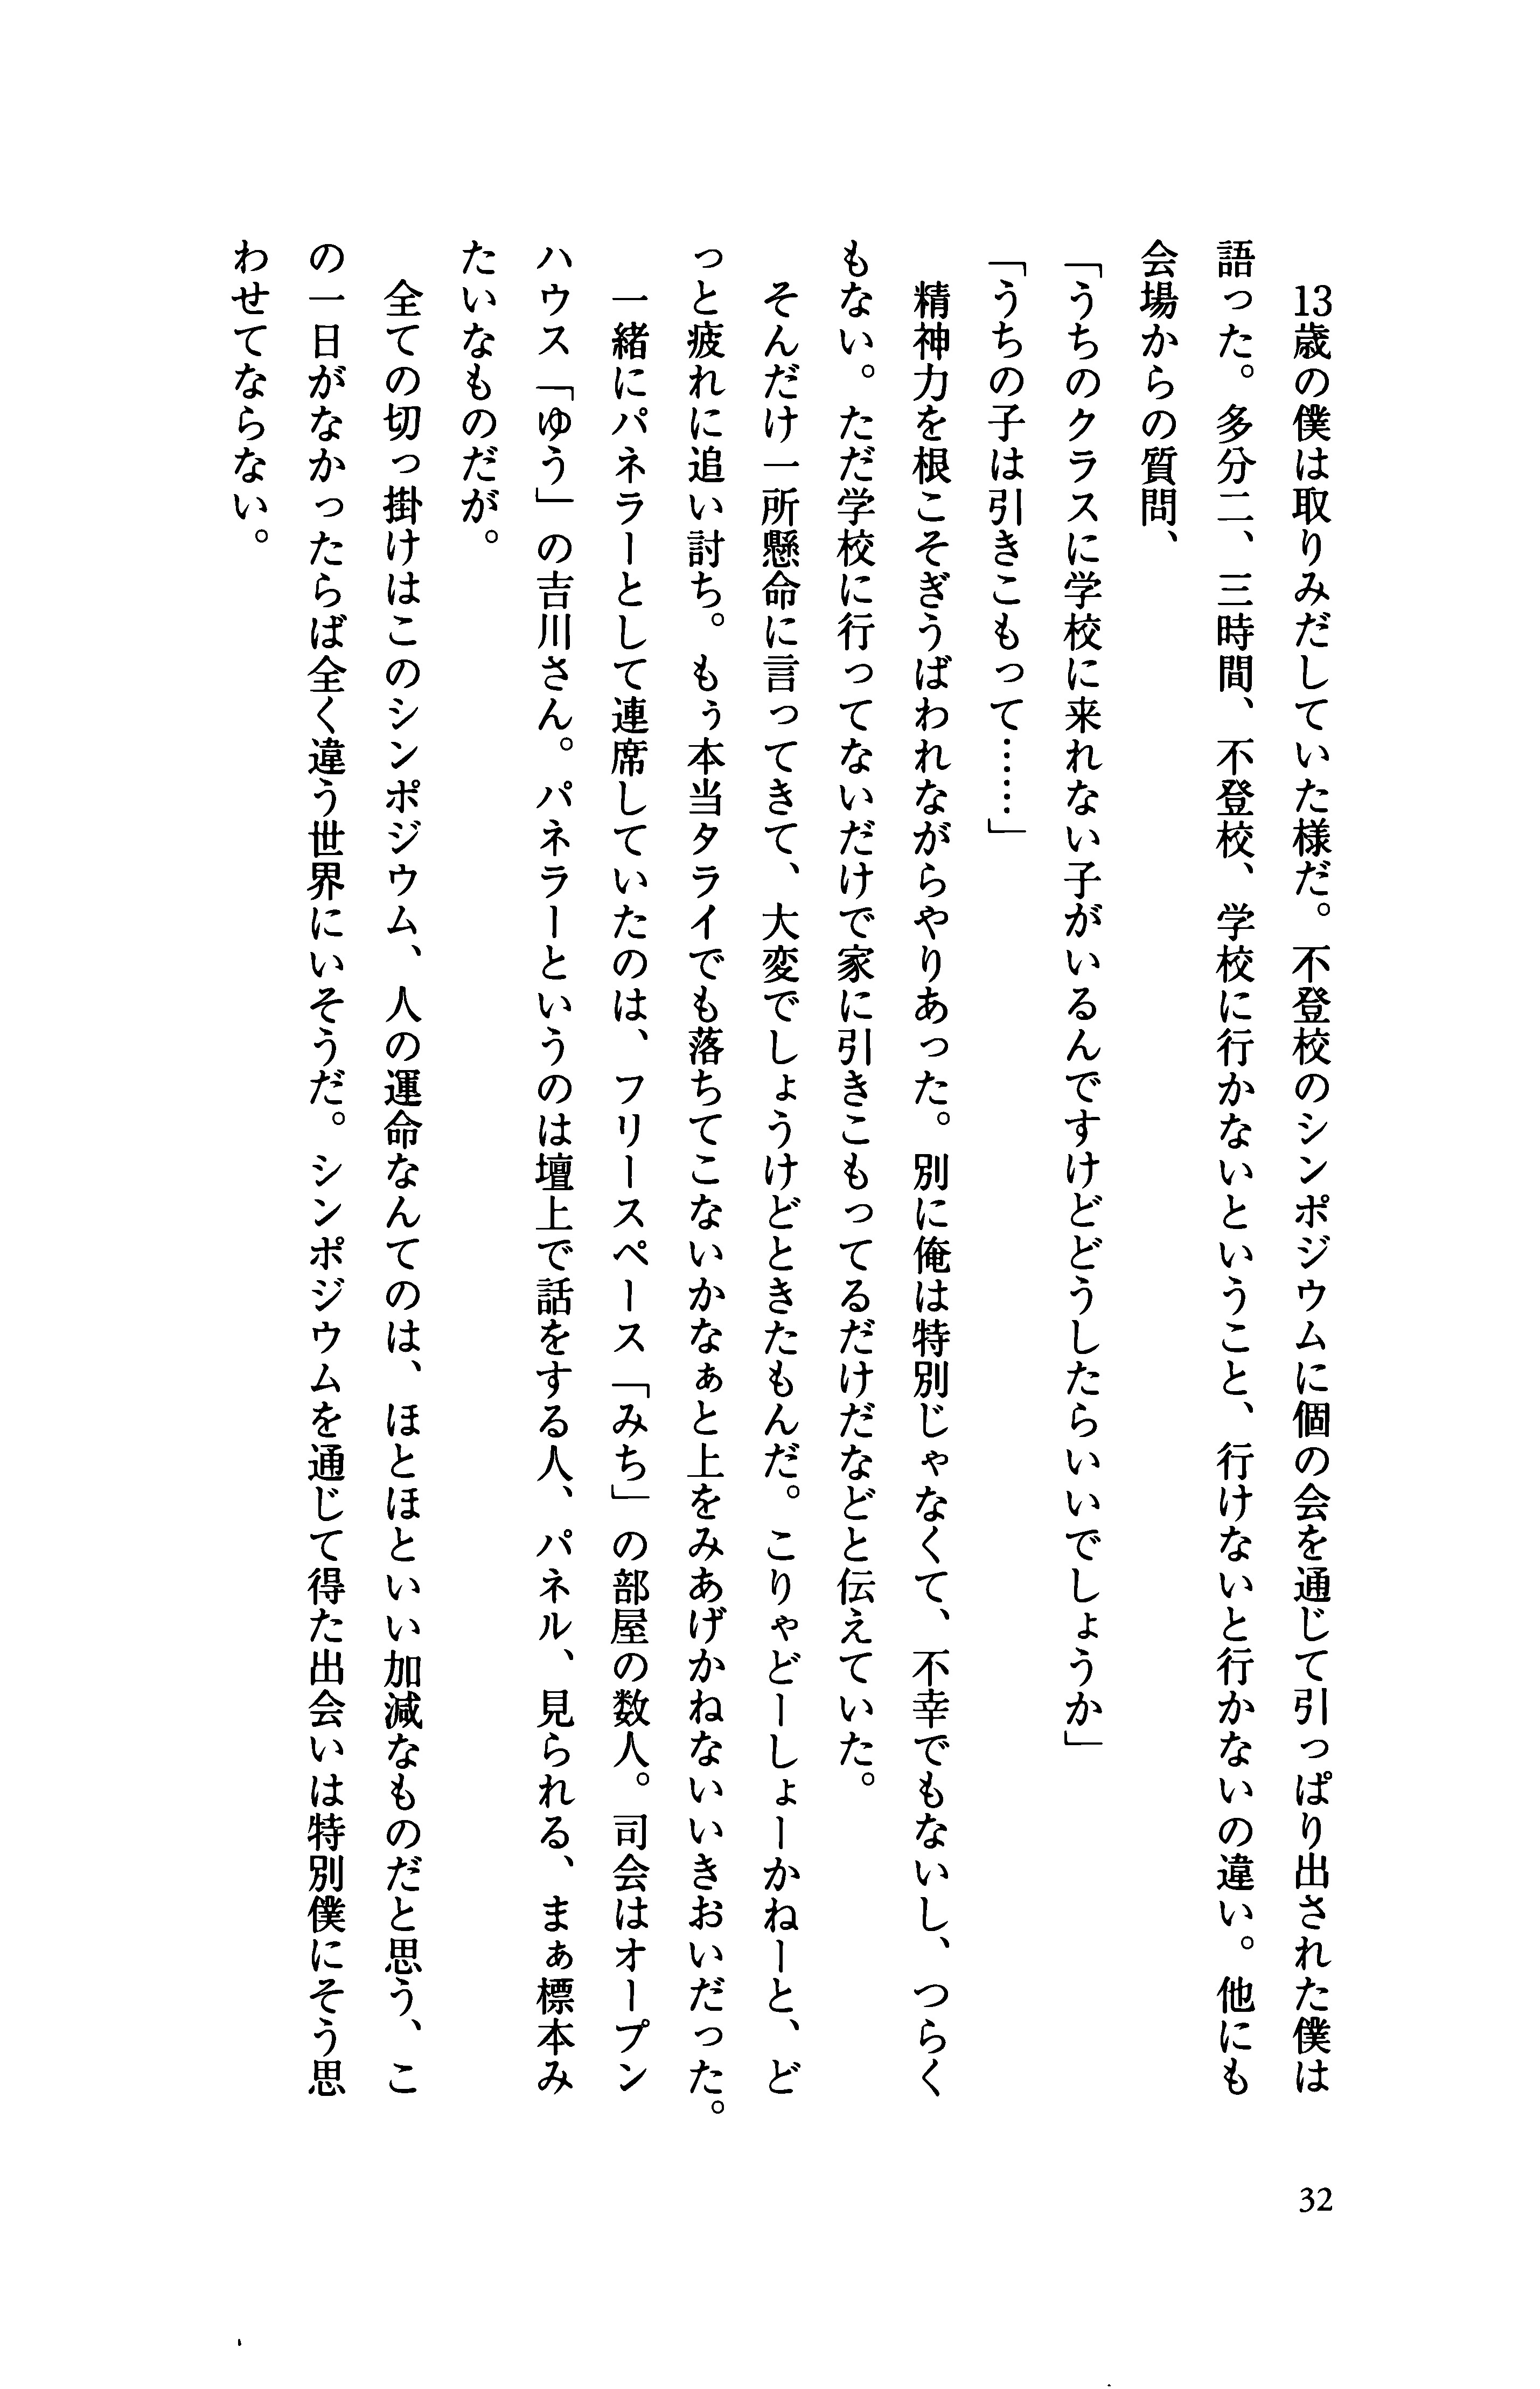 13歳の僕は取りみだしていた様だ。不登校のシンポジウムに個の会を通じて引っぱり出された僕は
語った。多分二、三時間、不登校、学校に行かないということ、行けないと行かないの違い。他にも
会場からの質問、
「うちのクラスに学校に来れない子がいるんですけどどうしたらいいでしょうか」
「うちの子は引きこもって……」
精神力を根こそぎうばわれながらやりあった。別に俺は特別じゃなくて、不幸でもないし、つらく
もない。ただ学校に行ってないだけで家に引きこもってるだけだなどと伝えていた。
そんだけ一所懸命に言ってきて、大変でしょうけどときたもんだ。こりゃどーしょーかねーと、ど
っと疲れに追い討ち。もぅ本当タライでも落ちてこないかなぁと上をみあげかねないいきおいだった。
一緒にパネラーとして連席していたのは、フリースペース「みち」の部屋の数人。司会はオープン
ハウス「ゆう」の吉川さん。パネラーというのは壇上で話をする人、パネル、見られる、まぁ標本み
たいなものだが。
全ての切っ掛けはこのシンポジウム、人の運命なんてのは、ほとほといい加減なものだと思う、こ
の一日がなかったらば全く違う世界にいそうだ。シンポジウムを通じて得た出会いは特別僕にそう思
わせてならない。
32